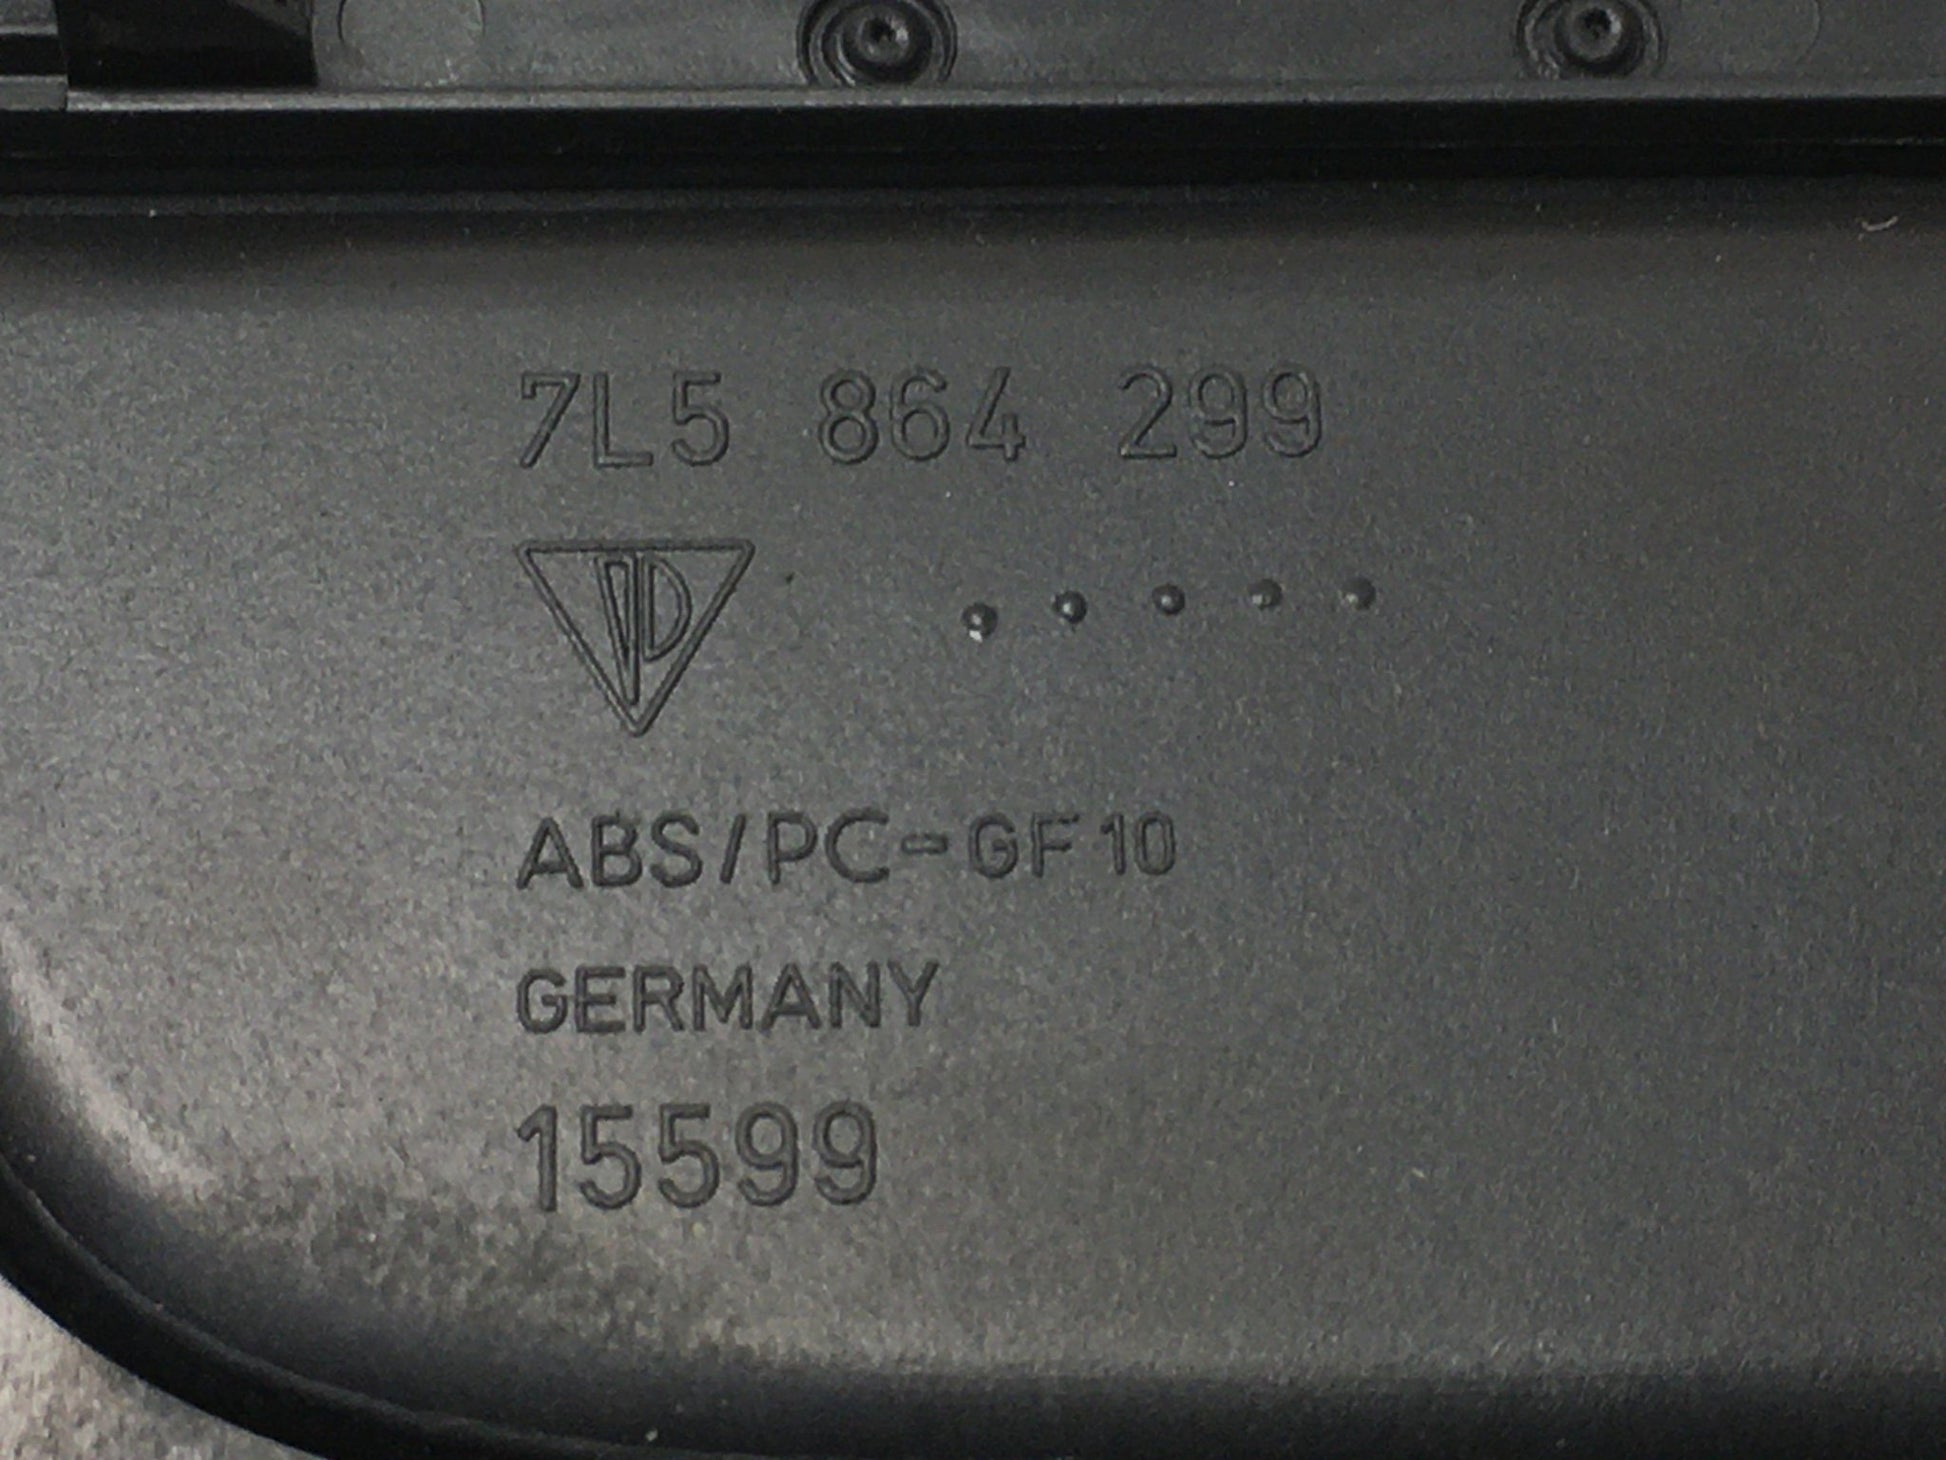 7L5 864 299
ABS/PC-GF10
GERMANY
15599